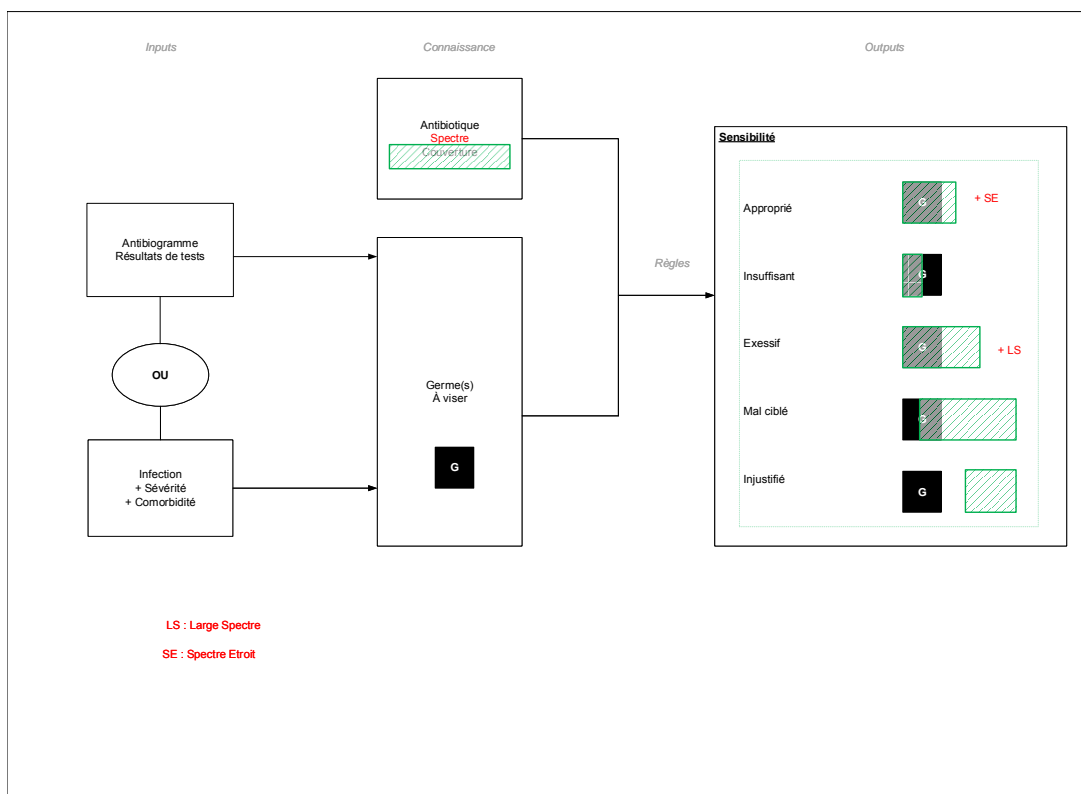 Inputs
Connaissance
Outputs
Antibiotique
Spectre
Couverture
Antibiogramme
Résultats de tests
OU
Infection
+ Sévérité
+ Comorbidité
Germe(s)
À viser
G
Règles
Sensibilité
Approprié
G
+ SE
Insuffisant
G
Exessif
G
+ LS
Mal ciblé
G
Injustifié
G
LS : Large Spectre
SE : Spectre Etroit